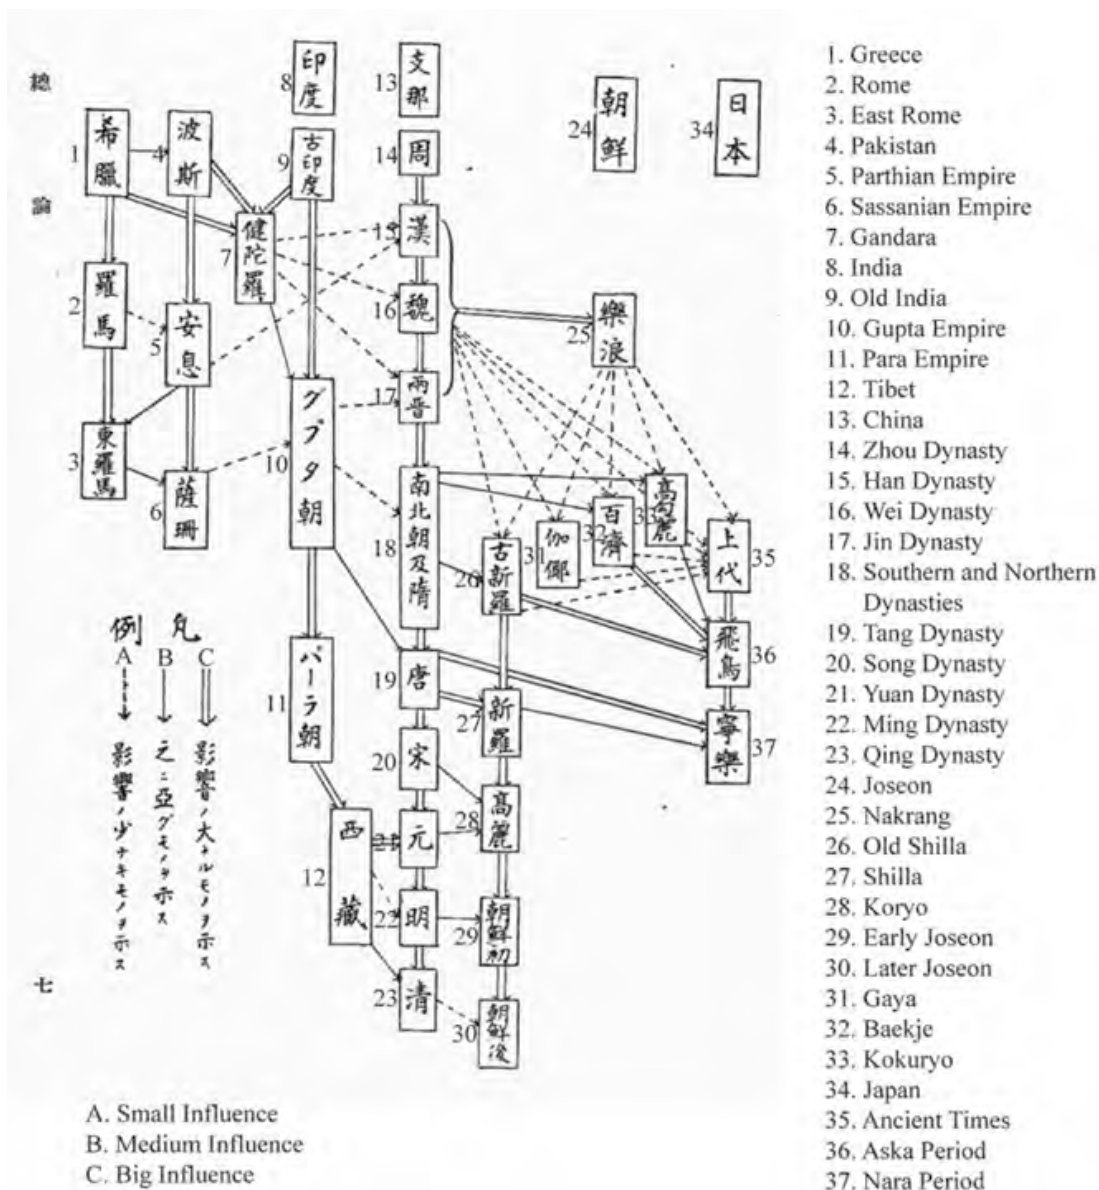 總
論
七
1 希臘
2 羅馬
3 東羅馬
4 波斯
5 安息
6 薩珊
7 健陀羅
8 印度
9 古印度
10 グプタ朝
11 パーラ朝
12 西藏
13 支那
14 周
15 漢
16 魏
17 兩晉
18 南北朝及隋
19 唐
20 宋
21 元
22 明
23 清
24 朝鮮
25 樂浪
26 古新羅
27 新羅
28 高麗
29 朝鮮初
30 朝鮮後
31 伽倻
32 百濟
33 高句麗
34 日本
35 上代
36 飛鳥
37 寧樂
凡例
C 影響ノ大ナルモノヲ示ス
B 之ニ亞グモノヲ示ス
A 影響ノ少ナキモノヲ示ス
A. Small Influence
B. Medium Influence
C. Big Influence
1. Greece
2. Rome
3. East Rome
4. Pakistan
5. Parthian Empire
6. Sassanian Empire
7. Gandara
8. India
9. Old India
10. Gupta Empire
11. Para Empire
12. Tibet
13. China
14. Zhou Dynasty
15. Han Dynasty
16. Wei Dynasty
17. Jin Dynasty
18. Southern and Northern
Dynasties
19. Tang Dynasty
20. Song Dynasty
21. Yuan Dynasty
22. Ming Dynasty
23. Qing Dynasty
24. Joseon
25. Nakrang
26. Old Shilla
27. Shilla
28. Koryo
29. Early Joseon
30. Later Joseon
31. Gaya
32. Baekje
33. Kokuryo
34. Japan
35. Ancient Times
36. Aska Period
37. Nara Period